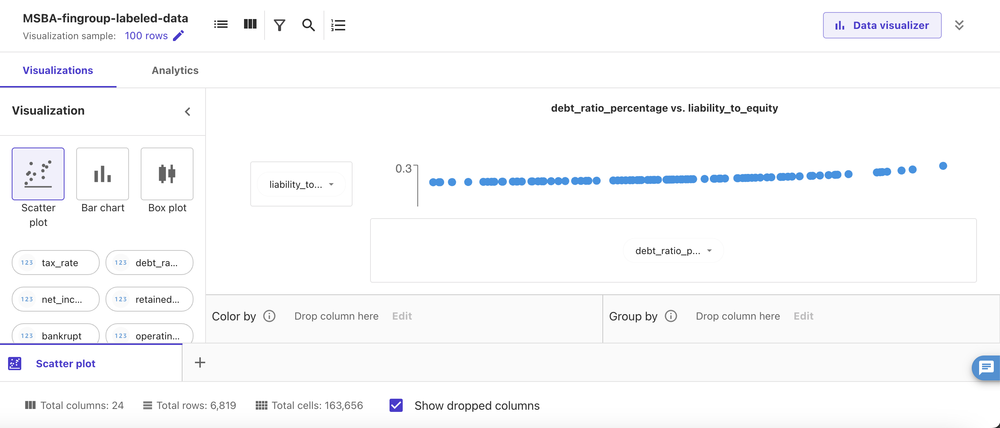 MSBA-fingroup-labeled-data
Visualization sample: 100 rows
Data visualizer
Visualizations
Analytics
Visualization
debt_ratio_percentage vs. liability_to_equity
Scatter plot
Bar chart
Box plot
liability_to...
0.3
debt_ratio_p...
123 tax_rate
123 debt_ra...
123 net_inc...
123 retained...
123 bankrupt
123 operatin...
Color by
Drop column here
Edit
Group by
Drop column here
Edit
Scatter plot
Total columns: 24
Total rows: 6,819
Total cells: 163,656
Show dropped columns